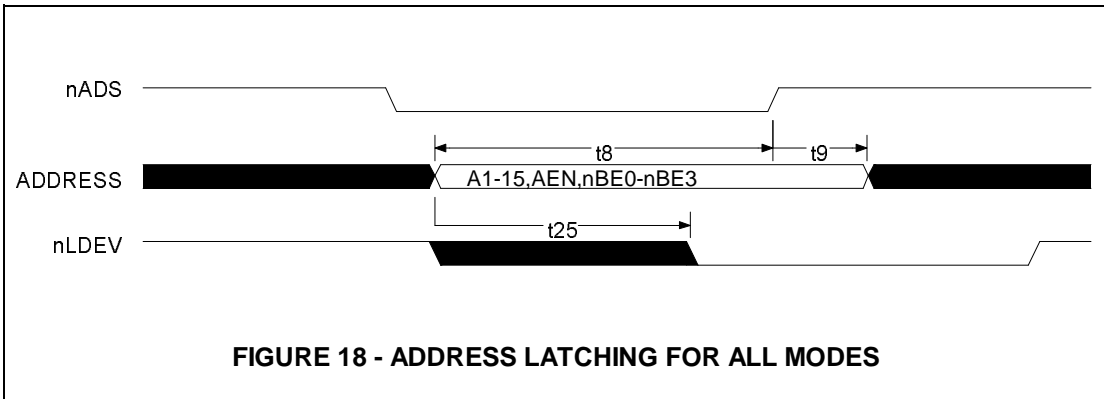 nADS
t8
t9
ADDRESS
A1-15,AEN,nBE0-nBE3
t25
nLDEV
FIGURE 18 - ADDRESS LATCHING FOR ALL MODES